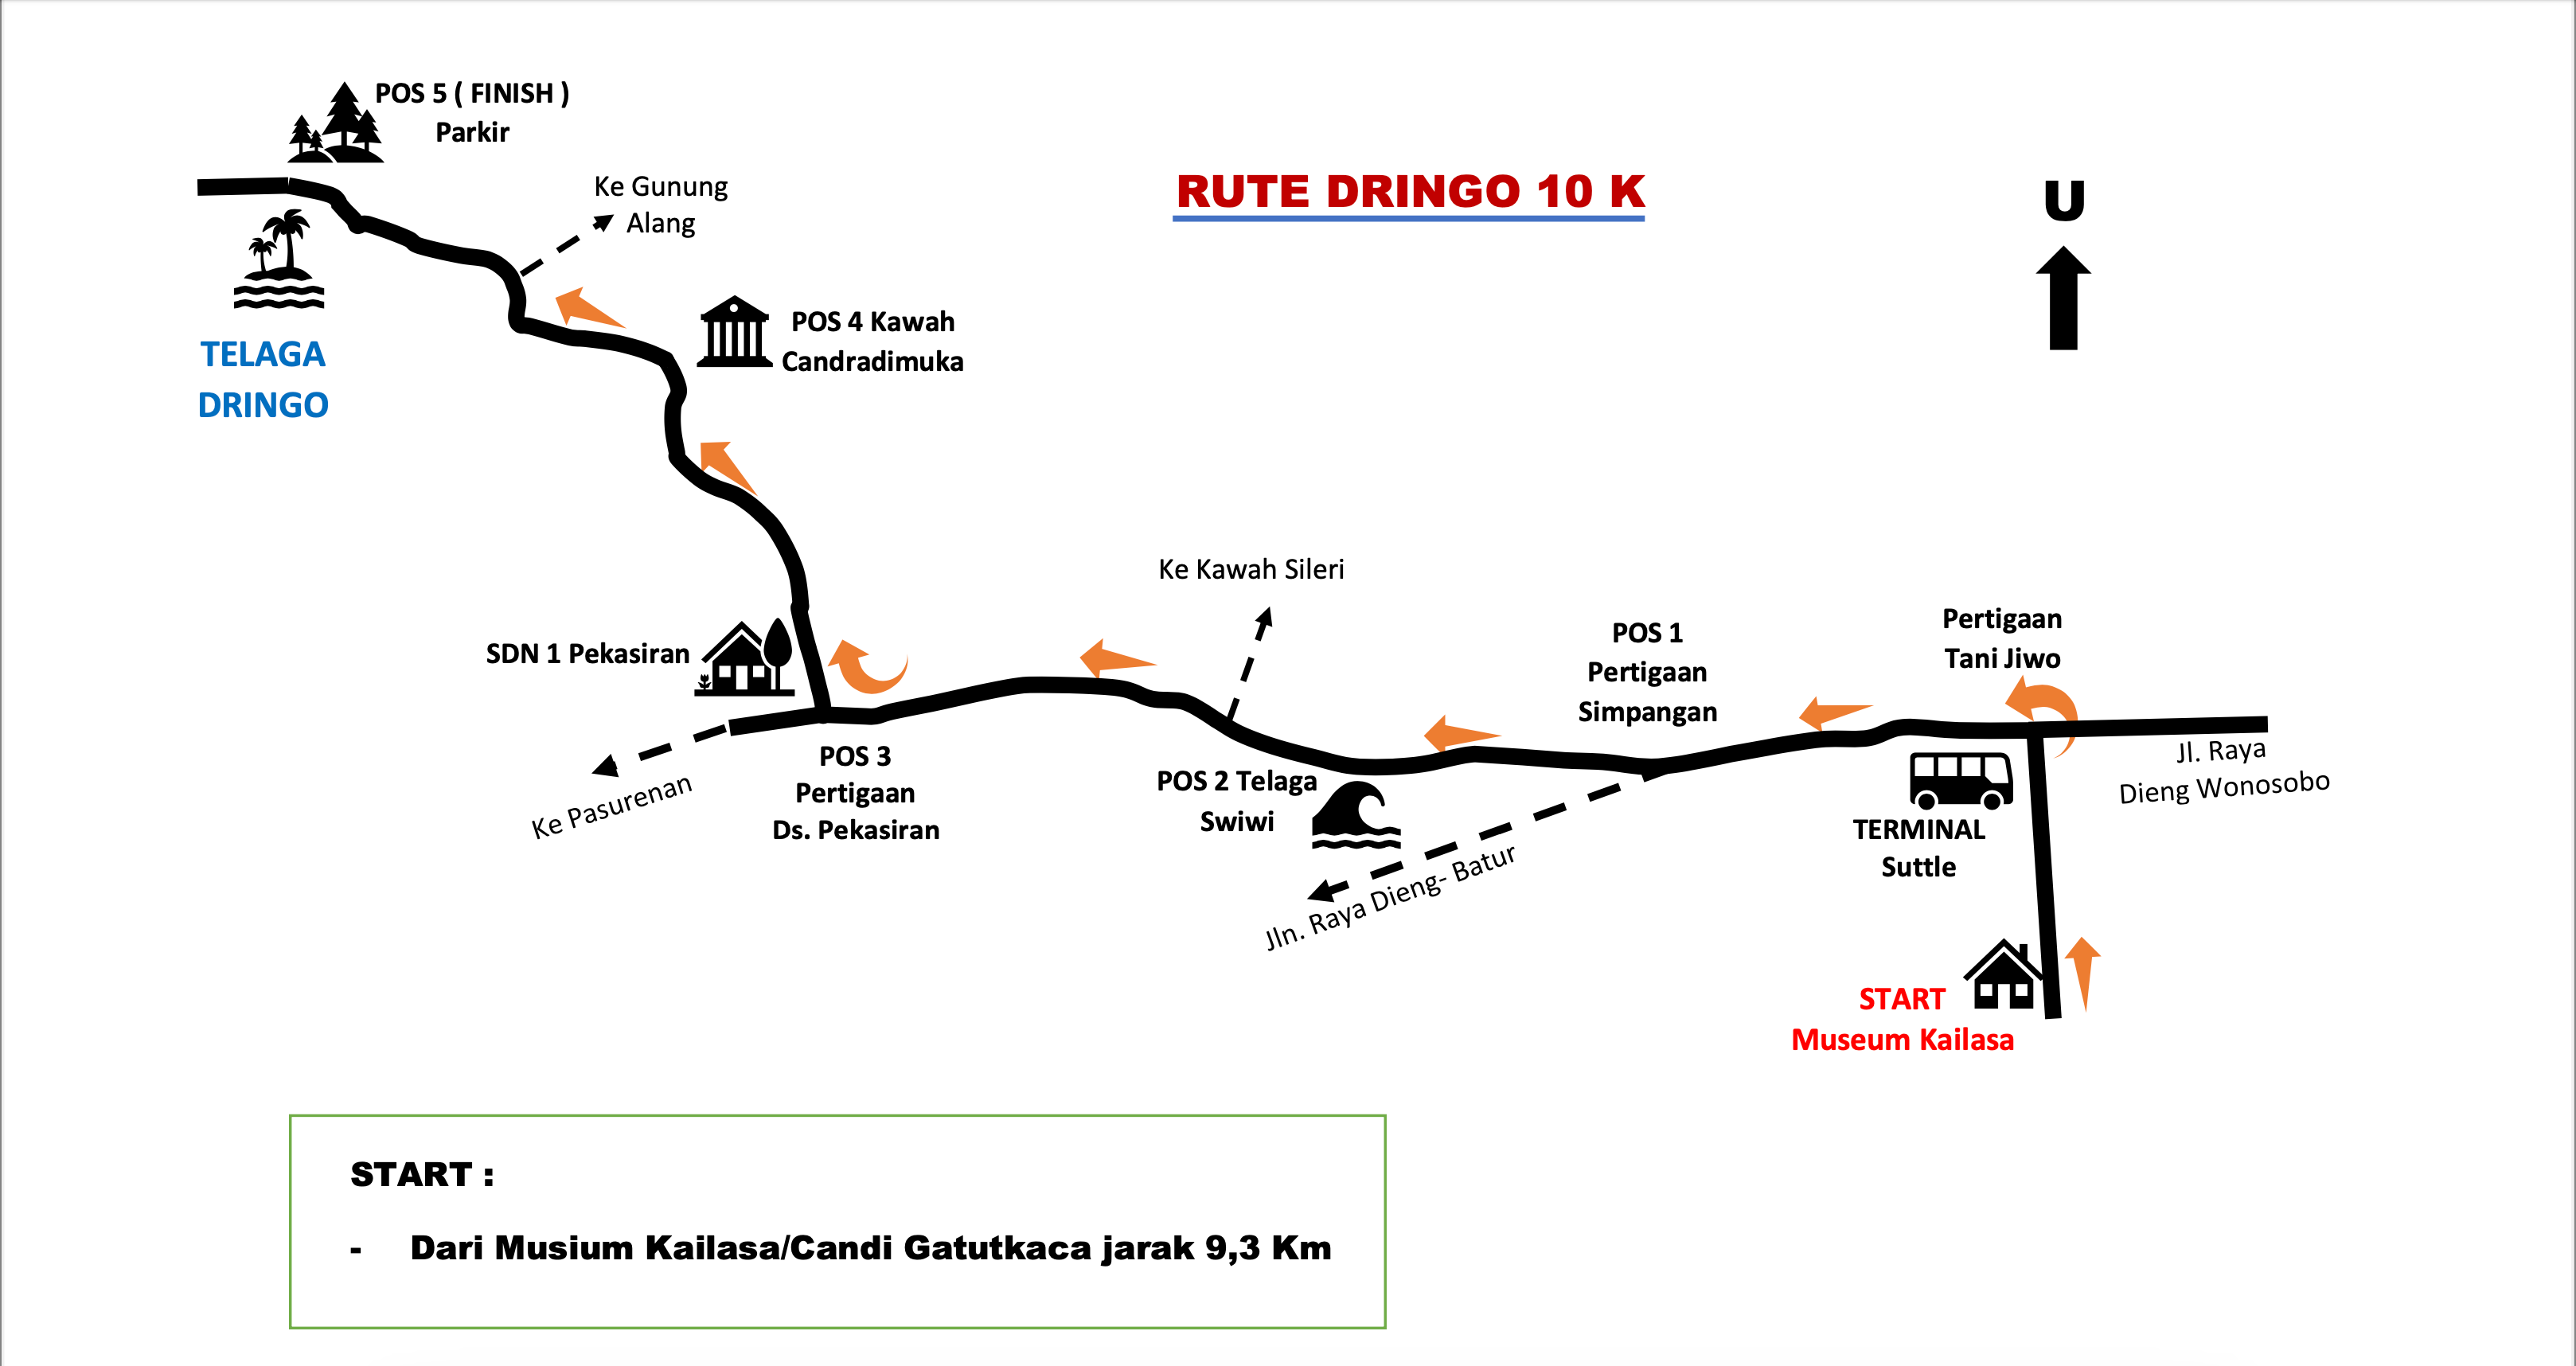 POS 5 ( FINISH )
Parkir
Ke Gunung
Alang
RUTE DRINGO 10 K
U
POS 4 Kawah
Candradimuka
TELAGA
DRINGO
Ke Kawah Sileri
SDN 1 Pekasiran
POS 1
Pertigaan
Simpangan
Pertigaan
Tani Jiwo
Jl. Raya
Dieng Wonosobo
POS 3
Pertigaan
Ds. Pekasiran
Ke Pasurenan
POS 2 Telaga
Swiwi
Jln. Raya Dieng- Batur
TERMINAL
Suttle
START
Museum Kailasa
START :
- Dari Musium Kailasa/Candi Gatutkaca jarak 9,3 Km